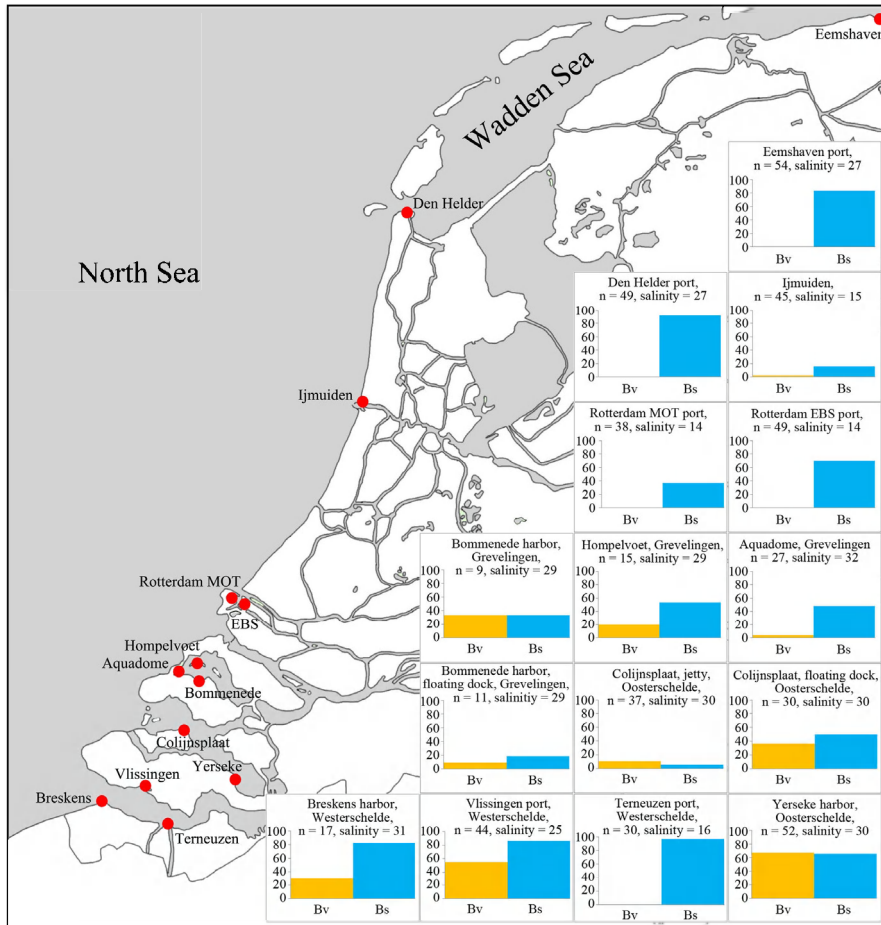 Eemshaven
Wadden Sea
Den Helder
North Sea
Ijmuiden
Rotterdam MOT
EBS
Hompelvoet
Aquadome
Bommenede
Colijnsplaat
Yerseke
Vlissingen
Breskens
Terneuzen
Eemshaven port,
n = 54, salinity = 27
100
80
60
40
20
0
Bv Bs
Den Helder port,
n = 49, salinity = 27
100
80
60
40
20
0
Bv Bs
Ijmuiden,
n = 45, salinity = 15
100
80
60
40
20
0
Bv Bs
Rotterdam MOT port,
n = 38, salinity = 14
100
80
60
40
20
0
Bv Bs
Rotterdam EBS port,
n = 49, salinity = 14
100
80
60
40
20
0
Bv Bs
Bommenede harbor,
Grevelingen,
n = 9, salinity = 29
100
80
60
40
20
0
Bv Bs
Hompelvoet, Grevelingen,
n = 15, salinity = 29
100
80
60
40
20
0
Bv Bs
Aquadome, Grevelingen
n = 27, salinity = 32
100
80
60
40
20
0
Bv Bs
Bommenede harbor,
floating dock, Grevelingen,
n = 11, salinity = 29
100
80
60
40
20
0
Bv Bs
Colijnsplaat, jetty,
Oosterschelde,
n = 37, salinity = 30
100
80
60
40
20
0
Bv Bs
Colijnsplaat, floating dock,
Oosterschelde,
n = 30, salinity = 30
100
80
60
40
20
0
Bv Bs
Breskens harbor,
Westerschelde,
n = 17, salinity = 31
100
80
60
40
20
0
Bv Bs
Vlissingen port,
Westerschelde,
n = 44, salinity = 25
100
80
60
40
20
0
Bv Bs
Terneuzen port,
Westerschelde,
n = 30, salinity = 16
100
80
60
40
20
0
Bv Bs
Yerseke harbor,
Oosterschelde,
n = 52, salinity = 30
100
80
60
40
20
0
Bv Bs